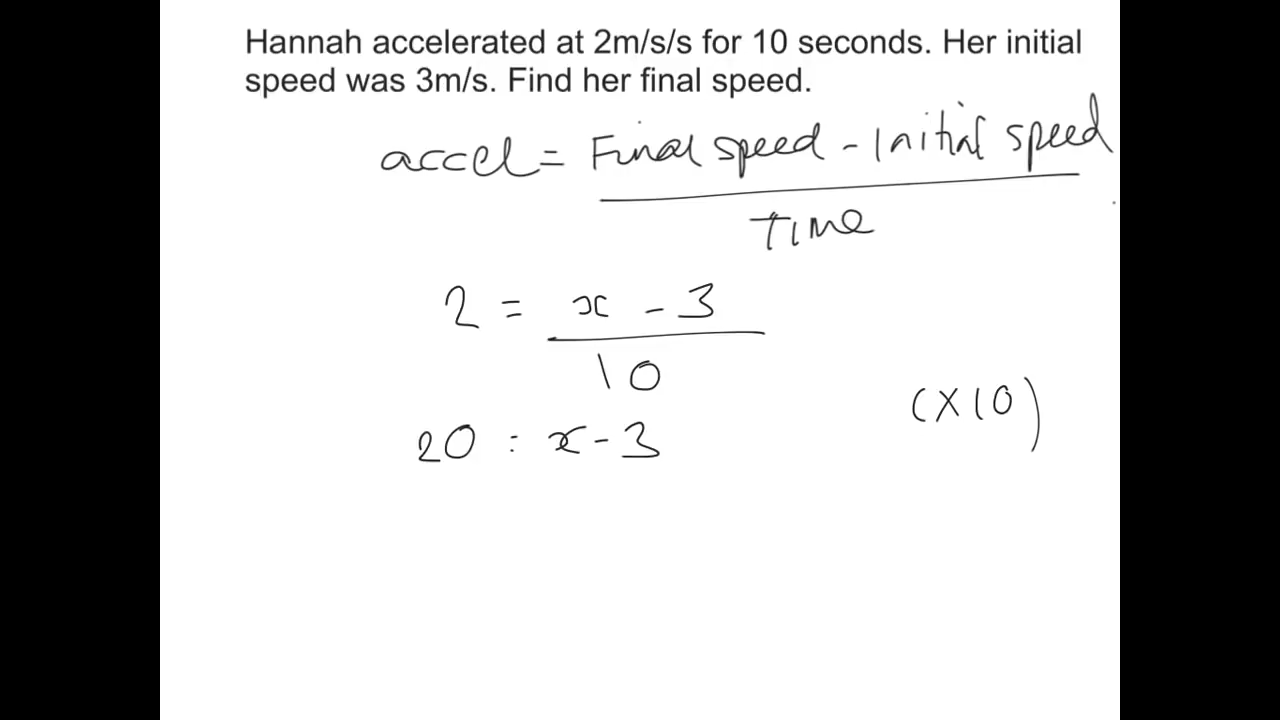 Hannah accelerated at 2m/s/s for 10 seconds. Her initial
speed was 3m/s. Find her final speed.
accel = Final speed - Initial speed
Time
2 = x - 3
10
(X10)
20 : x - 3